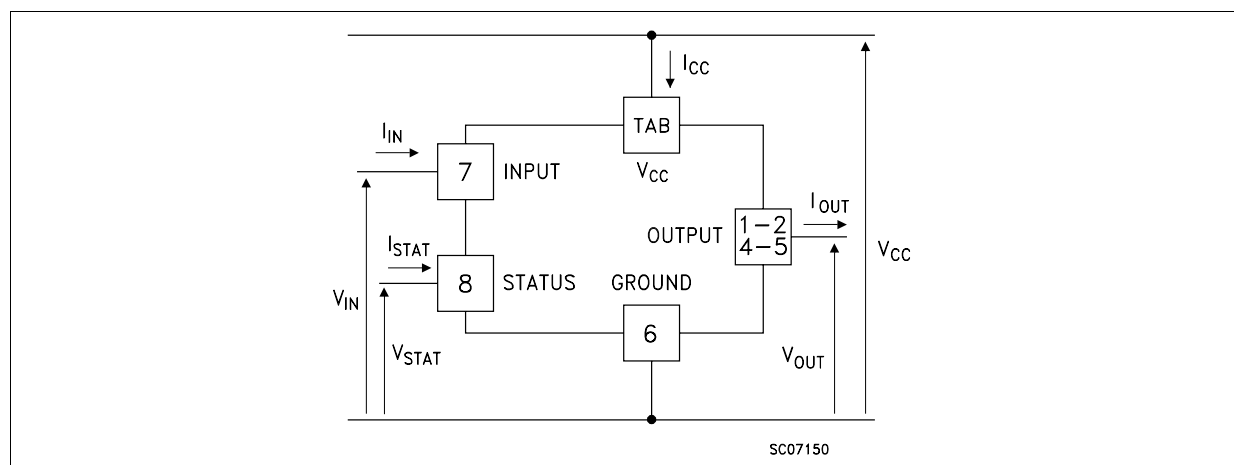 I_CC
TAB
V_CC
I_IN
7 INPUT
I_OUT
OUTPUT
1-2
4-5
V_CC
I_STAT
8 STATUS
GROUND
6
V_IN
V_STAT
V_OUT
SC07150